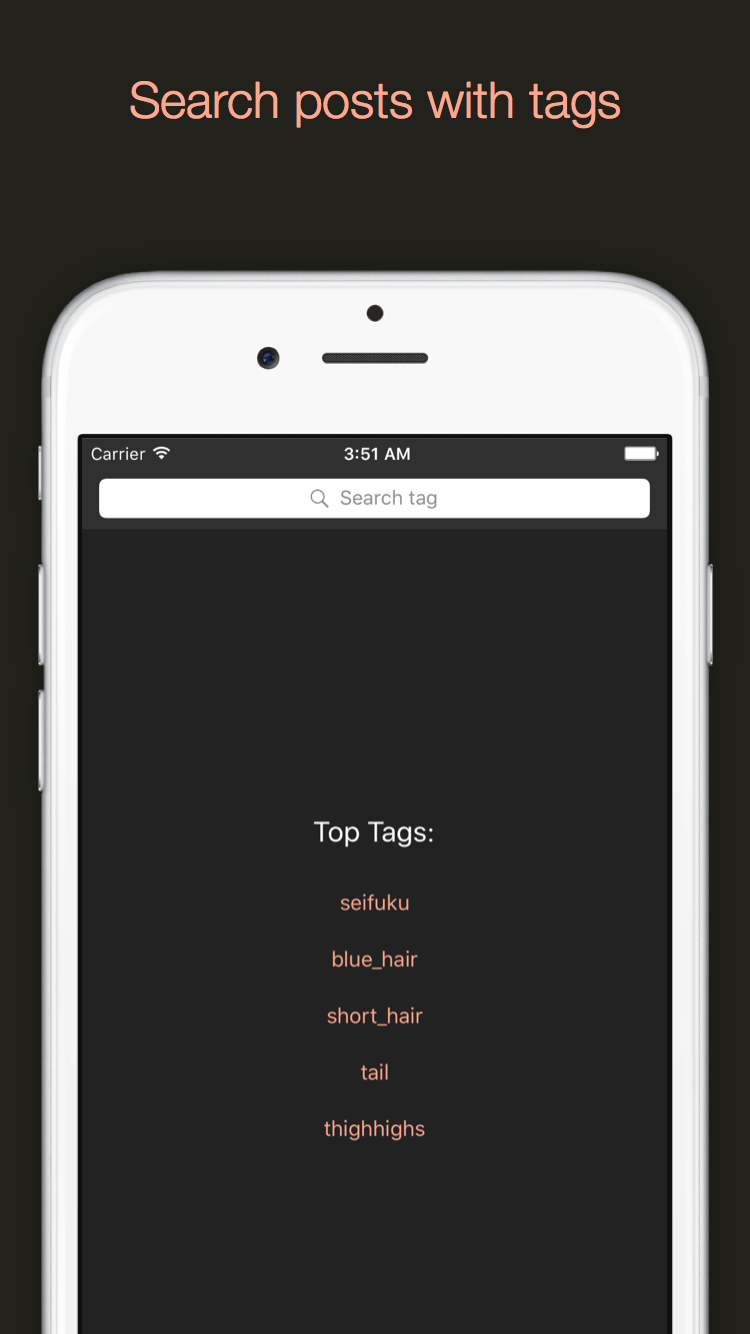 Search posts with tags
Carrier 3:51 AM
Search tag
Top Tags:
seifuku
blue_hair
short_hair
tail
thighhighs